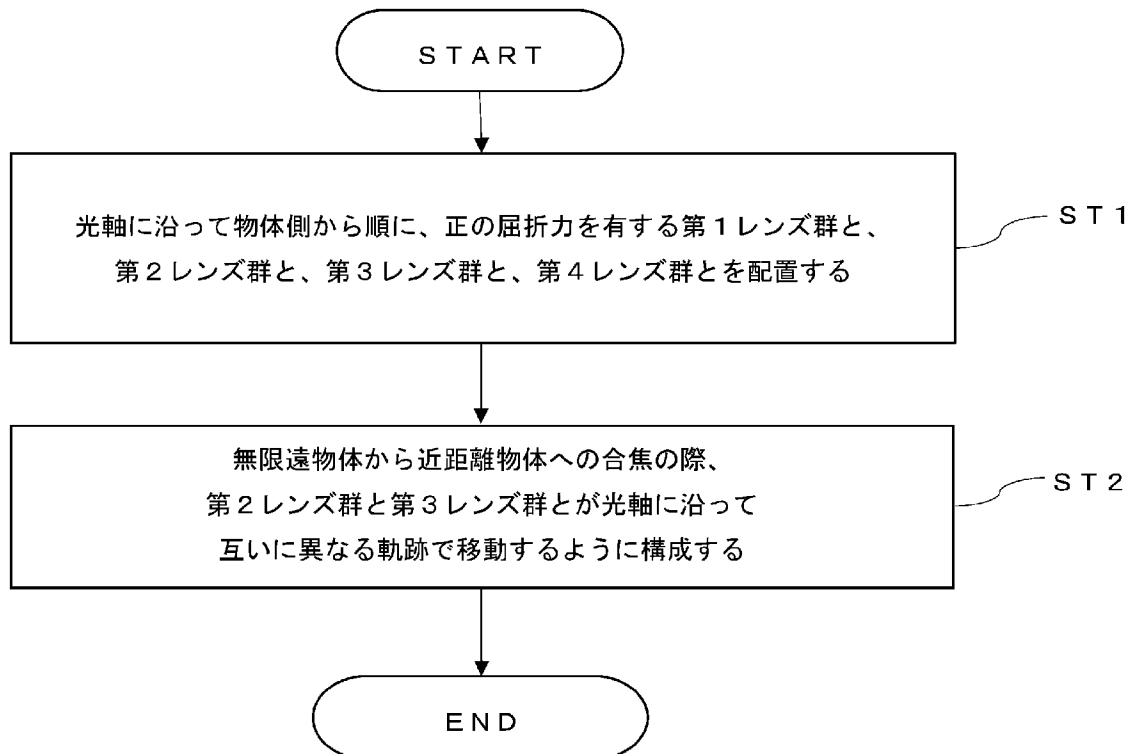 START
光軸に沿って物体側から順に、正の屈折力を有する第1レンズ群と、
第2レンズ群と、第3レンズ群と、第4レンズ群とを配置する
ST1
無限遠物体から近距離物体への合焦の際、
第2レンズ群と第3レンズ群とが光軸に沿って
互いに異なる軌跡で移動するように構成する
ST2
END